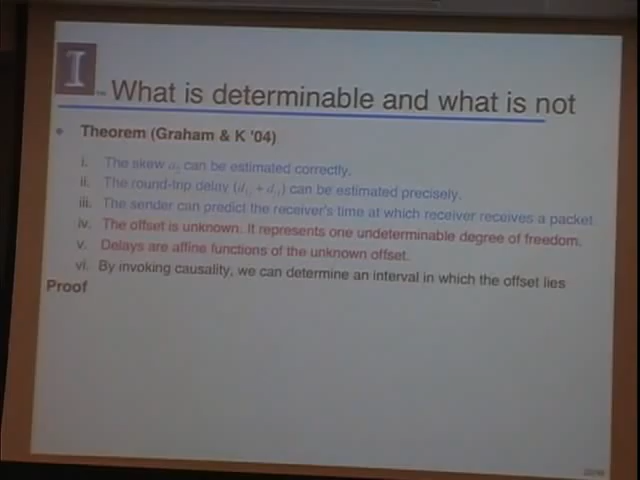 I
What is determinable and what is not
Theorem (Graham & K '04)
i. The skew a₂ can be estimated correctly.
ii. The round-trip delay can be estimated precisely.
iii. The sender can predict the receiver's time at which receiver receives a packet
iv. The offset is unknown. It represents one undeterminable degree of freedom.
v. Delays are affine functions of the unknown offset.
vi. By invoking causality, we can determine an interval in which the offset lies
Proof